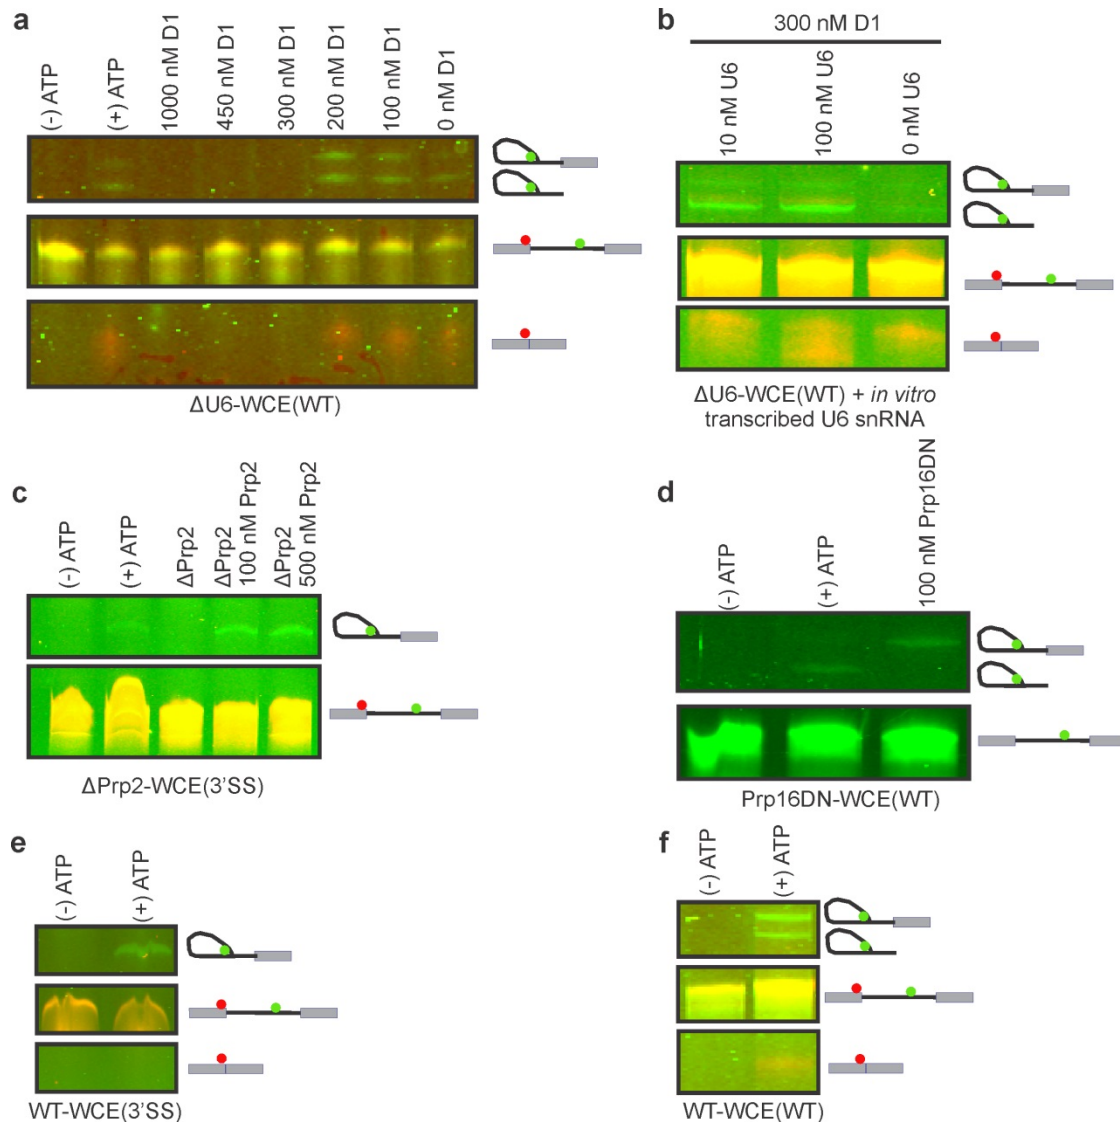 a
(-) ATP
(+) ATP
1000 nM D1
450 nM D1
300 nM D1
200 nM D1
100 nM D1
0 nM D1
ΔU6-WCE(WT)
b
300 nM D1
10 nM U6
100 nM U6
0 nM U6
ΔU6-WCE(WT) + in vitro
transcribed U6 snRNA
c
(-) ATP
(+) ATP
ΔPrp2
ΔPrp2
100 nM Prp2
ΔPrp2
500 nM Prp2
ΔPrp2-WCE(3'SS)
d
(-) ATP
(+) ATP
100 nM Prp16DN
Prp16DN-WCE(WT)
e
(-) ATP
(+) ATP
WT-WCE(3'SS)
f
(-) ATP
(+) ATP
WT-WCE(WT)